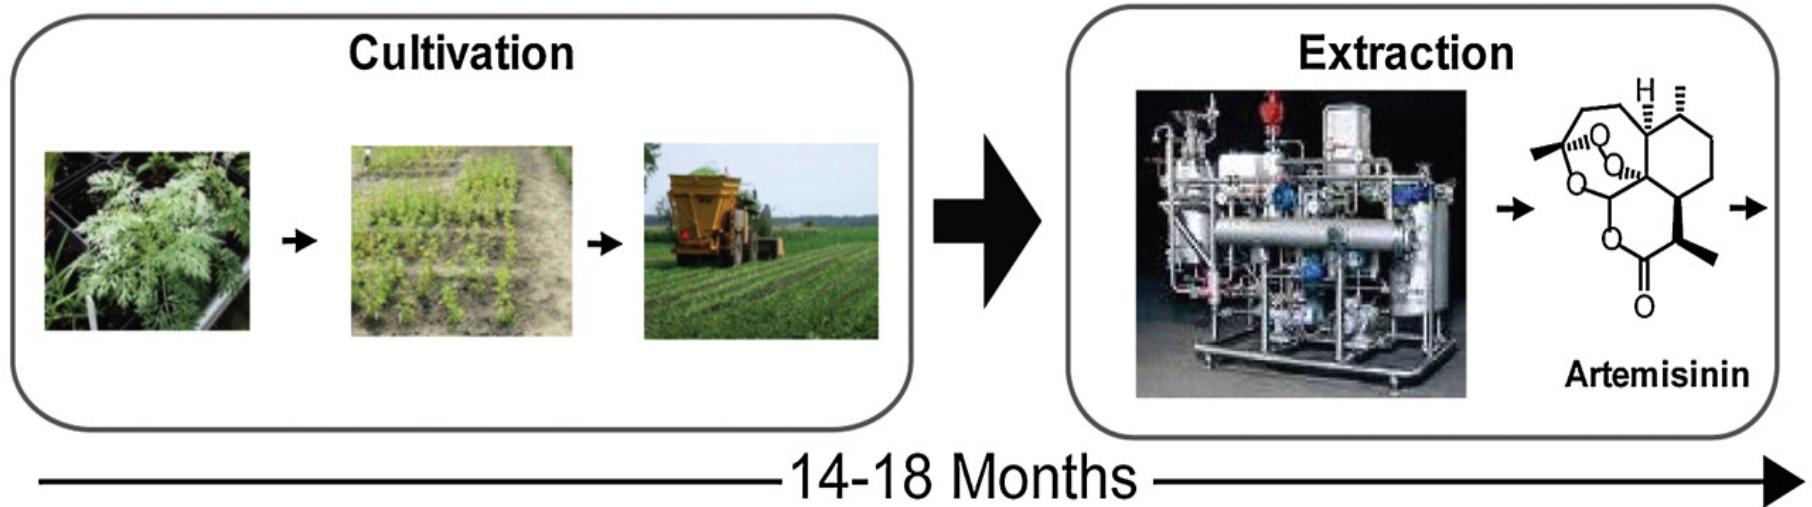 Cultivation
Extraction
H
O
O
O
O
O
Artemisinin
14-18 Months